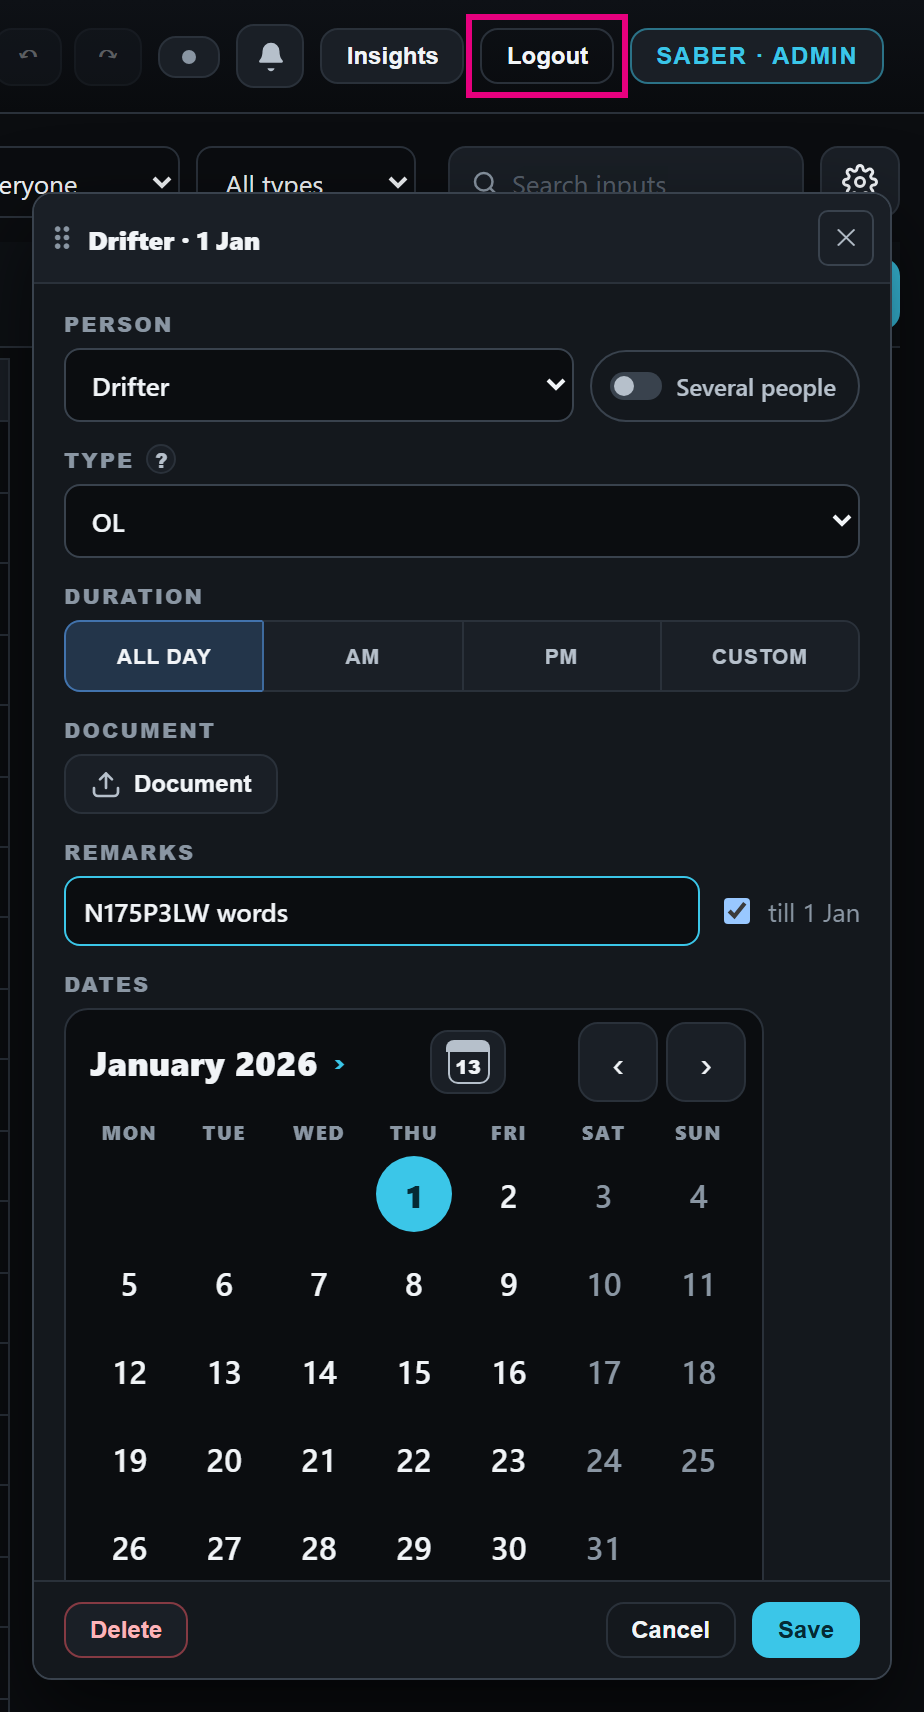 Insights Logout SABER · ADMIN
eryone All types Search inputs
Drifter · 1 Jan
PERSON
Drifter Several people
TYPE ?
OL
DURATION
ALL DAY AM PM CUSTOM
DOCUMENT
Document
REMARKS
N175P3LW words till 1 Jan
DATES
January 2026 › 13 ‹ ›
MON TUE WED THU FRI SAT SUN
1 2 3 4
5 6 7 8 9 10 11
12 13 14 15 16 17 18
19 20 21 22 23 24 25
26 27 28 29 30 31
Delete Cancel Save